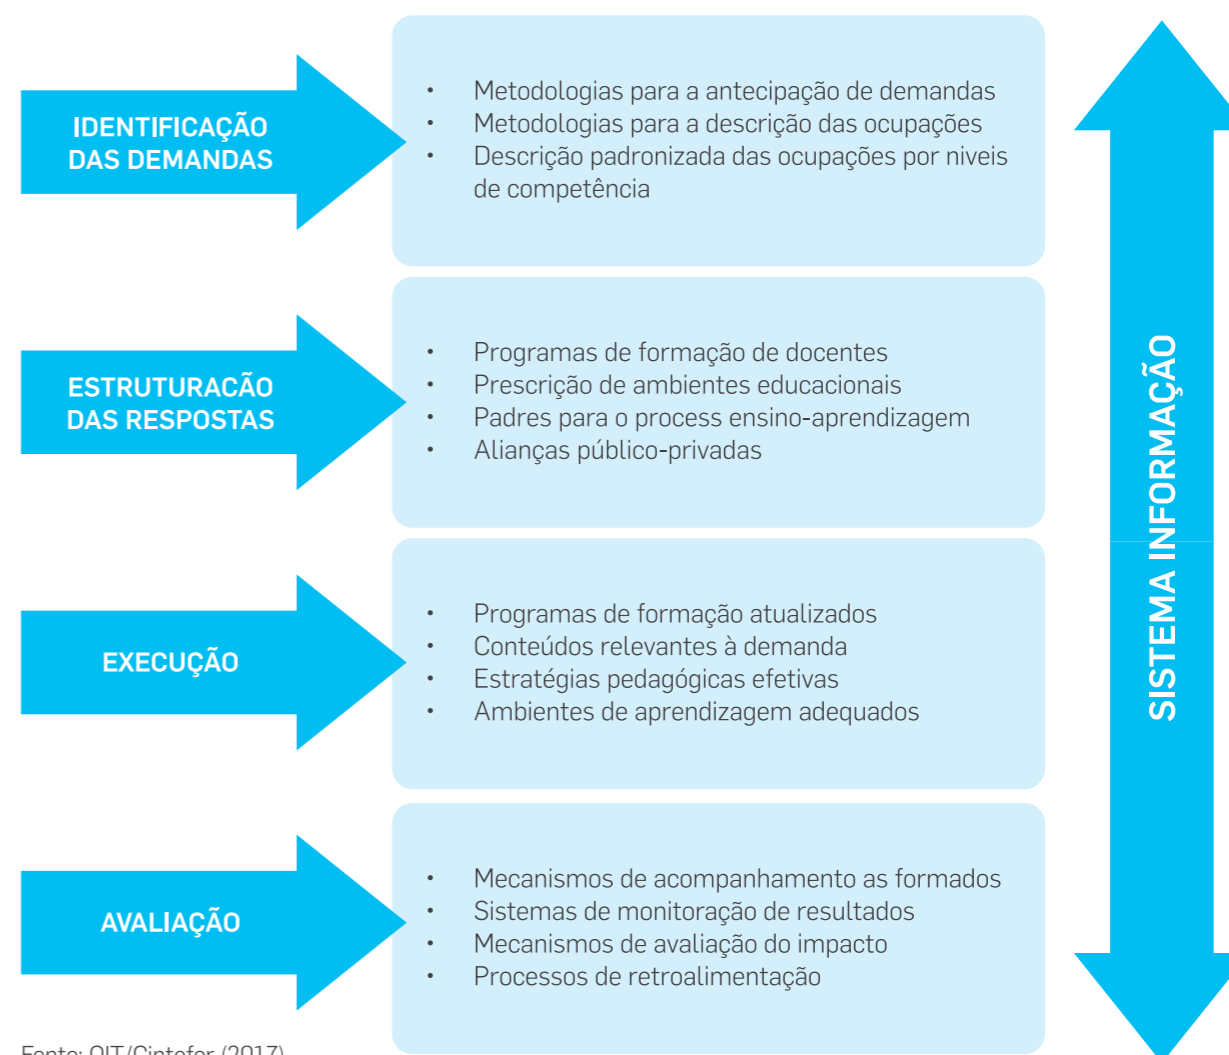 IDENTIFICAÇÃO
DAS DEMANDAS
• Metodologias para a antecipação de demandas
• Metodologias para a descrição das ocupações
• Descrição padronizada das ocupações por niveis
de competência
ESTRUTURACÃO
DAS RESPOSTAS
• Programas de formação de docentes
• Prescrição de ambientes educacionais
• Padres para o process ensino-aprendizagem
• Alianças público-privadas
EXECUÇÃO
• Programas de formação atualizados
• Conteúdos relevantes à demanda
• Estratégias pedagógicas efetivas
• Ambientes de aprendizagem adequados
AVALIAÇÃO
• Mecanismos de acompanhamento as formados
• Sistemas de monitoração de resultados
• Mecanismos de avaliação do impacto
• Processos de retroalimentação
SISTEMA INFORMAÇÃO
Fonte: OIT/Cintefor (2017)